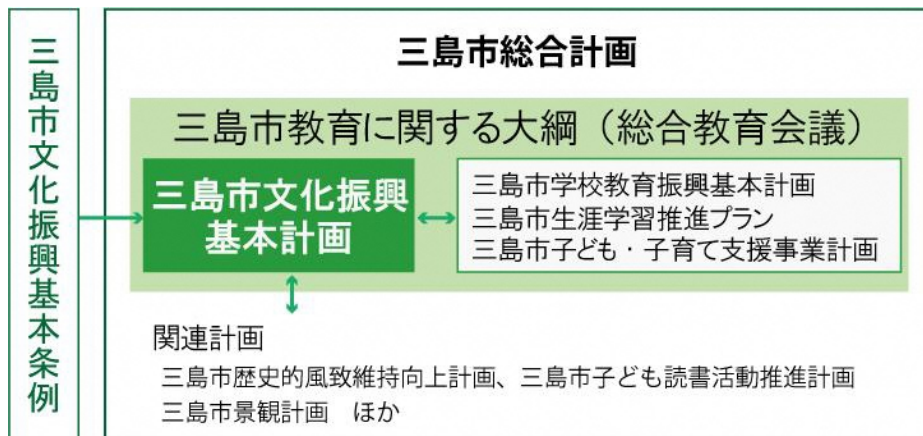 三島市文化振興基本条例
三島市総合計画
三島市教育に関する大綱（総合教育会議）
三島市文化振興
基本計画
三島市学校教育振興基本計画
三島市生涯学習推進プラン
三島市子ども・子育て支援事業計画
関連計画
三島市歴史的風致維持向上計画、三島市子ども読書活動推進計画
三島市景観計画　ほか